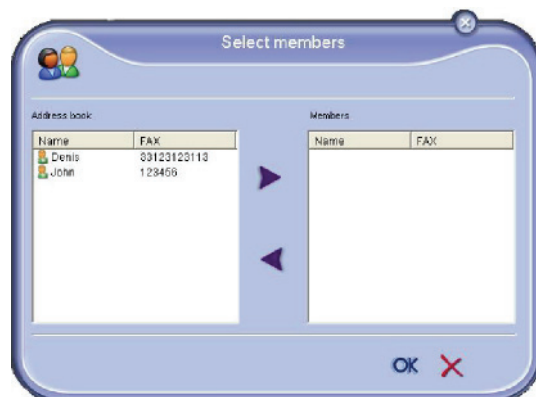 Select members
Address book
Members
Name FAX
Denis 33123123113
John 123456
Name FAX
OK